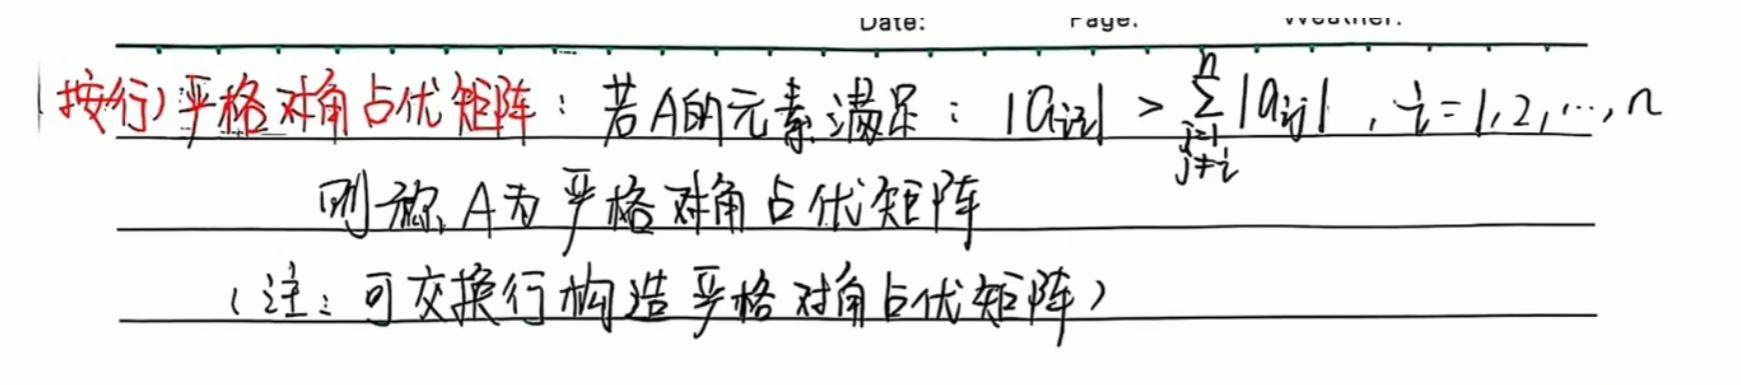 Date: Page: Weather:
(按行)严格对角占优矩阵：若A的元素满足：|a_{ii}| > \sum_{\substack{j=1 \\ j≠i}}^{n} |a_{ij}|，i=1,2,…,n
则称A为严格对角占优矩阵
（注：可交换行构造严格对角占优矩阵）